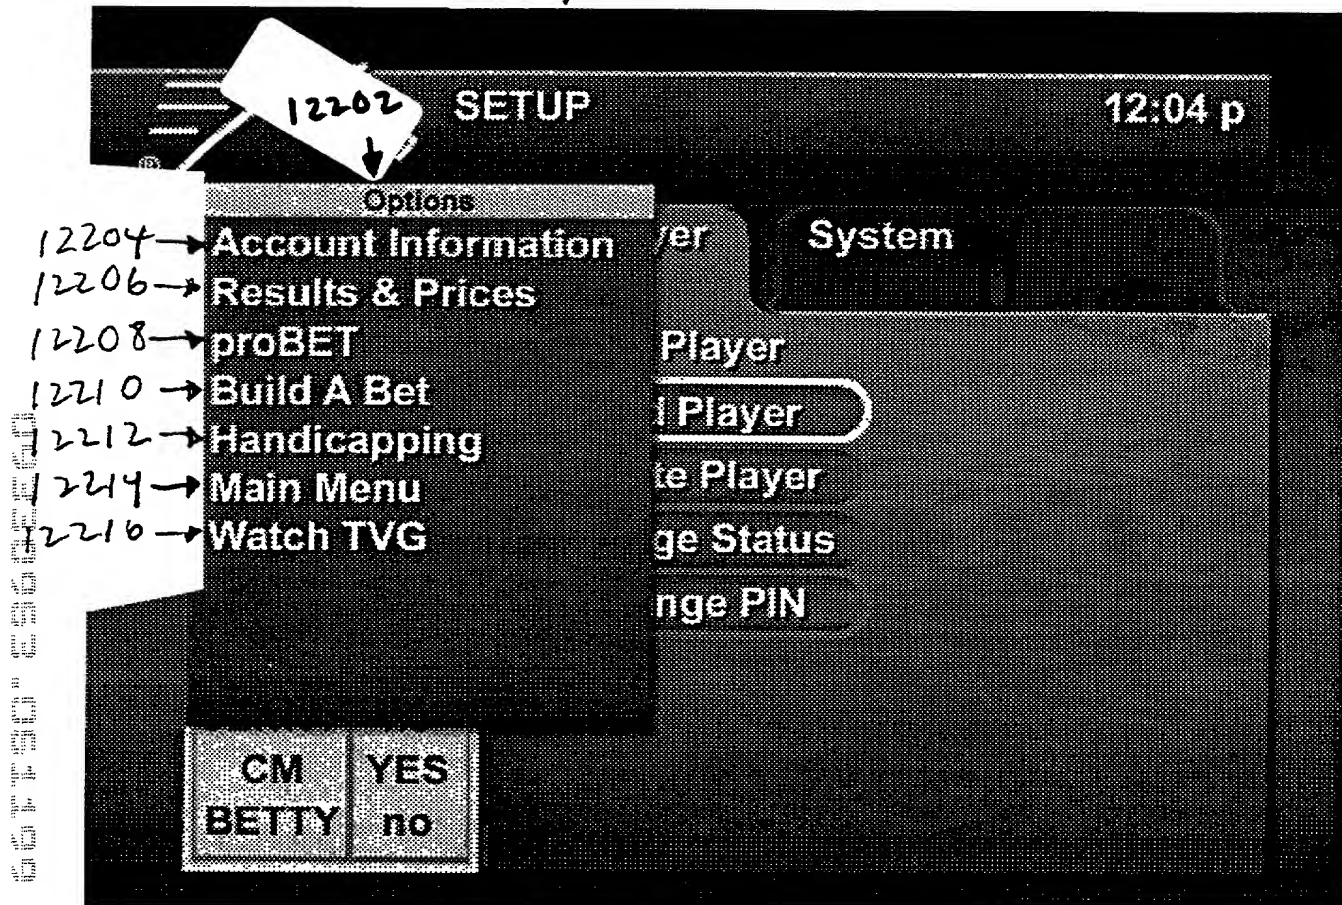 12202
SETUP
12:04 p
Options
12204 Account Information
yer
System
12206 Results & Prices
12208 proBET
Player
12210 Build A Bet
Player
12212 Handicapping
te Player
12214 Main Menu
12216 Watch TVG
ge Status
nge PIN
CM
YES
BETTY
no